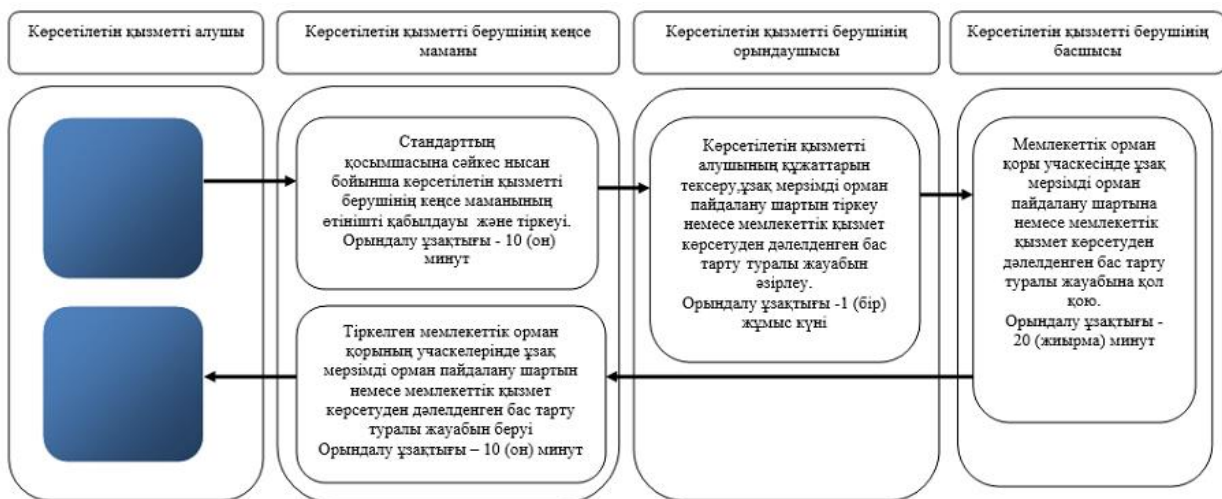 Көрсетілетін қызметті алушы
Көрсетілетін қызметті берушінің кеңсе
маманы
Көрсетілетін қызметті берушінің
орындаушысы
Көрсетілетін қызметті берушінің
басшысы
Стандарттың
қосымшасына сәйкес нысан
бойынша көрсетілетін қызметті
берушінің кеңсе маманының
өтінішті қабылдауы және тіркеуі.
Орындалу ұзақтығы - 10 (он)
минут
Көрсетілетін қызметті
алушының құжаттарын
тексеру,ұзақ мерзімді орман
пайдалану шартын тіркеу
немесе мемлекеттік қызмет
көрсетуден дәлелденген бас
тарту туралы жауабын
әзірлеу.
Орындалу ұзақтығы -1 (бір)
жұмыс күні
Мемлекеттік орман
қоры учаскесінде ұзақ
мерзімді орман
пайдалану шартына
немесе мемлекеттік
қызмет көрсетуден
дәлелденген бас тарту
туралы жауабына қол
қою.
Орындалу ұзақтығы -
20 (жиырма) минут
Тіркелген мемлекеттік орман
қорының учаскелерінде ұзақ
мерзімді орман пайдалану шартын
немесе мемлекеттік қызмет
көрсетуден дәлелденген бас тарту
туралы жауабын беруі
Орындалу ұзақтығы – 10 (он) минут